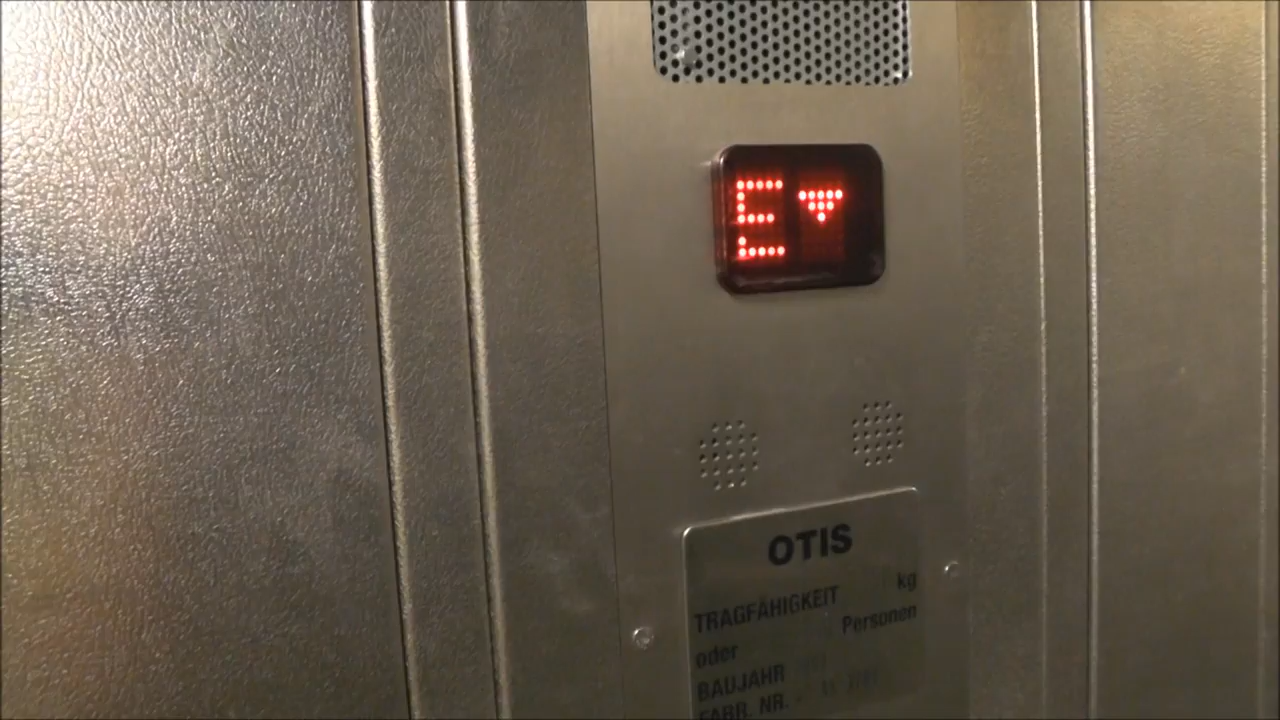 E
OTIS
TRAGFÄHIGKEIT kg
oder Personen
BAUJAHR
FABR. NR.